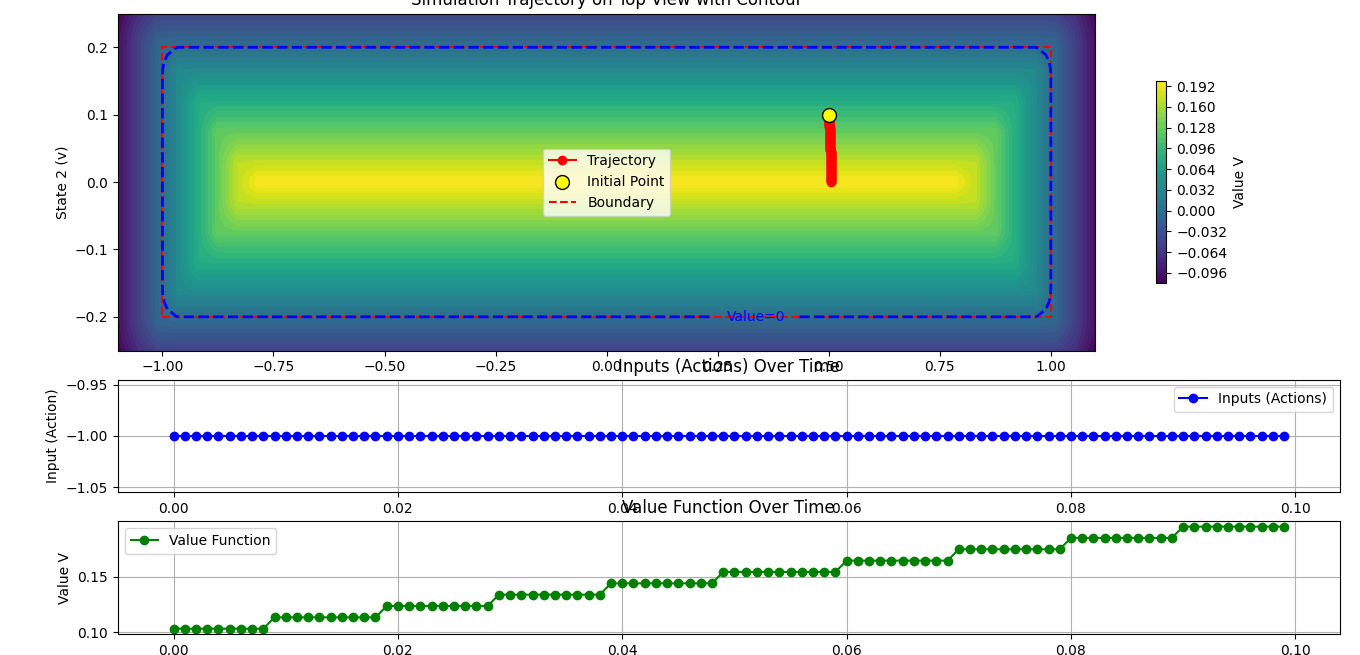 Simulation Trajectory on Top View with Contour
State 2 (v)
0.2
0.1
0.0
−0.1
−0.2
Trajectory
Initial Point
Boundary
Value=0
−1.00 −0.75 −0.50 −0.25 0.00 0.25 0.50 0.75 1.00
0.192
0.160
0.128
0.096
0.064
0.032
0.000
−0.032
−0.064
−0.096
Value V
Inputs (Actions) Over Time
Input (Action)
−0.95
−1.00
−1.05
Inputs (Actions)
0.00 0.02 0.04 0.06 0.08 0.10
Value Function Over Time
Value V
0.15
0.10
Value Function
0.00 0.02 0.04 0.06 0.08 0.10